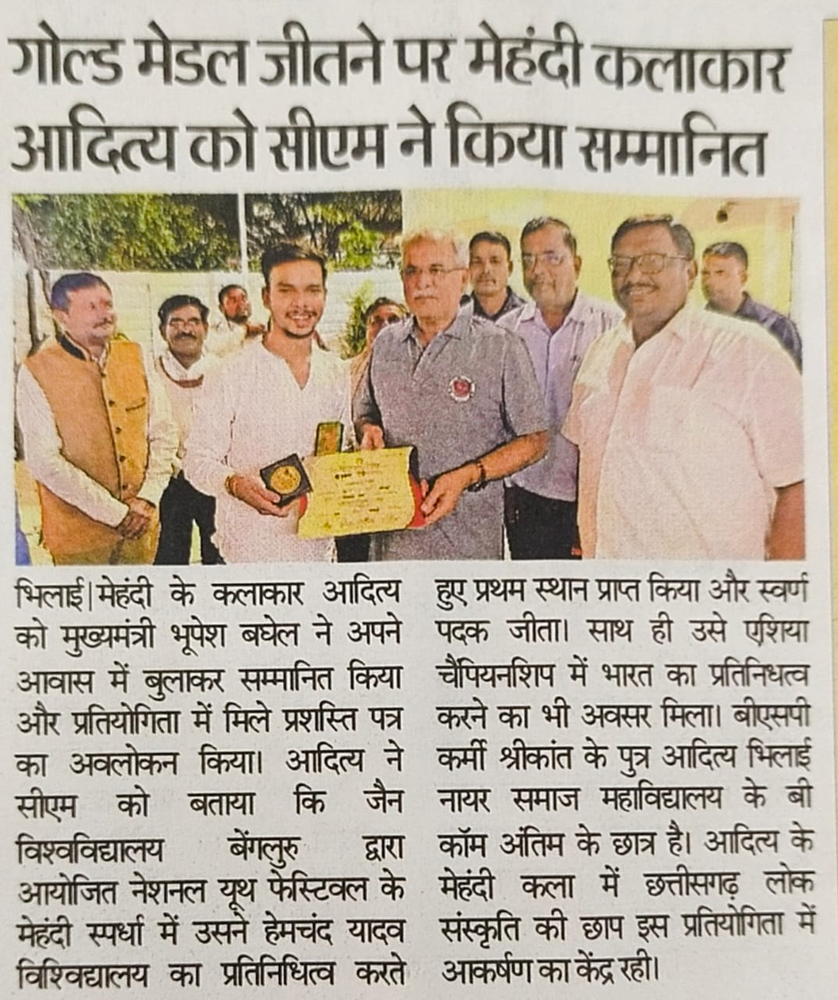 गोल्ड मेडल जीतने पर मेहंदी कलाकार
आदित्य को सीएम ने किया सम्मानित
भिलाई|मेहंदी के कलाकार आदित्य
को मुख्यमंत्री भूपेश बघेल ने अपने
आवास में बुलाकर सम्मानित किया
और प्रतियोगिता में मिले प्रशस्ति पत्र
का अवलोकन किया। आदित्य ने
सीएम को बताया कि जैन
विश्वविद्यालय बेंगलुरु द्वारा
आयोजित नेशनल यूथ फेस्टिवल के
मेहंदी स्पर्धा में उसने हेमचंद यादव
विश्विद्यालय का प्रतिनिधित्व करते
हुए प्रथम स्थान प्राप्त किया और स्वर्ण
पदक जीता। साथ ही उसे एशिया
चैंपियनशिप में भारत का प्रतिनिधत्व
करने का भी अवसर मिला। बीएसपी
कर्मी श्रीकांत के पुत्र आदित्य भिलाई
नायर समाज महाविद्यालय के बी
कॉम अंतिम के छात्र है। आदित्य के
मेहंदी कला में छत्तीसगढ़ लोक
संस्कृति की छाप इस प्रतियोगिता में
आकर्षण का केंद्र रही।